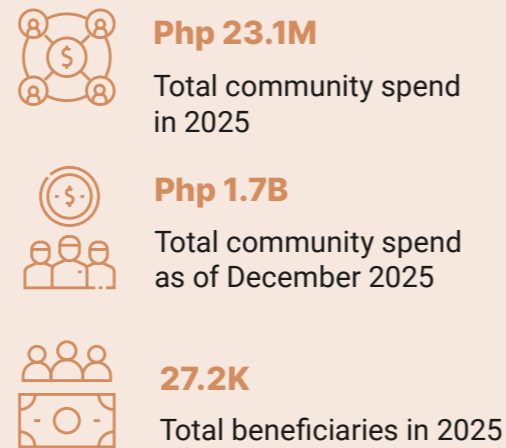 Php 23.1M
Total community spend
in 2025
Php 1.7B
Total community spend
as of December 2025
27.2K
Total beneficiaries in 2025